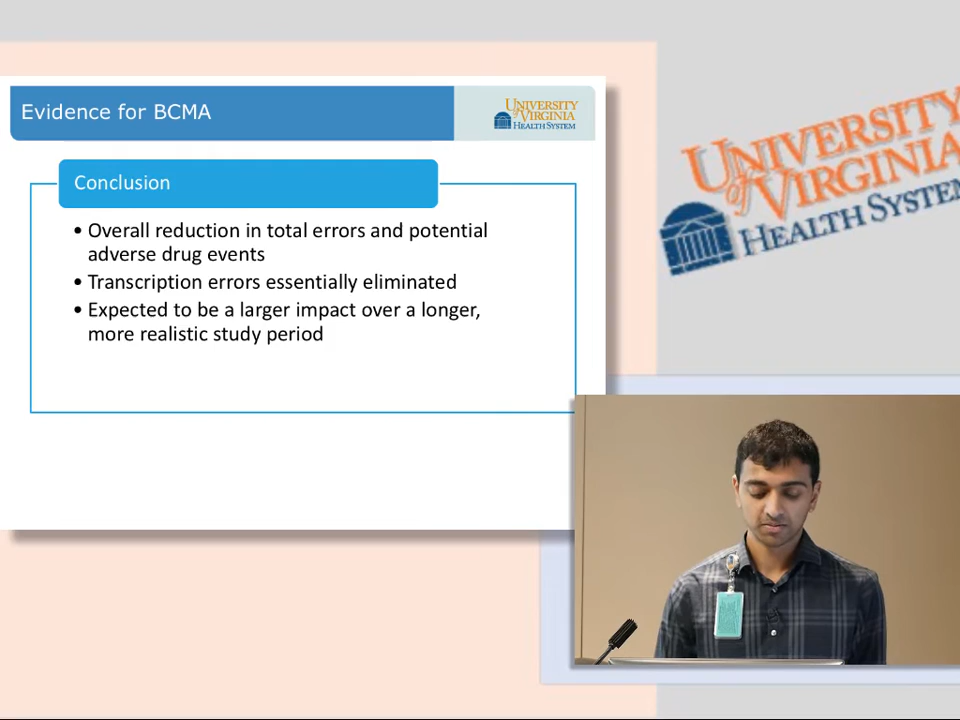 Evidence for BCMA
UNIVERSITY
of VIRGINIA
HEALTH SYSTEM
Conclusion
• Overall reduction in total errors and potential
adverse drug events
• Transcription errors essentially eliminated
• Expected to be a larger impact over a longer,
more realistic study period
UNIVERSITY
of VIRGINIA
HEALTH SYSTEM